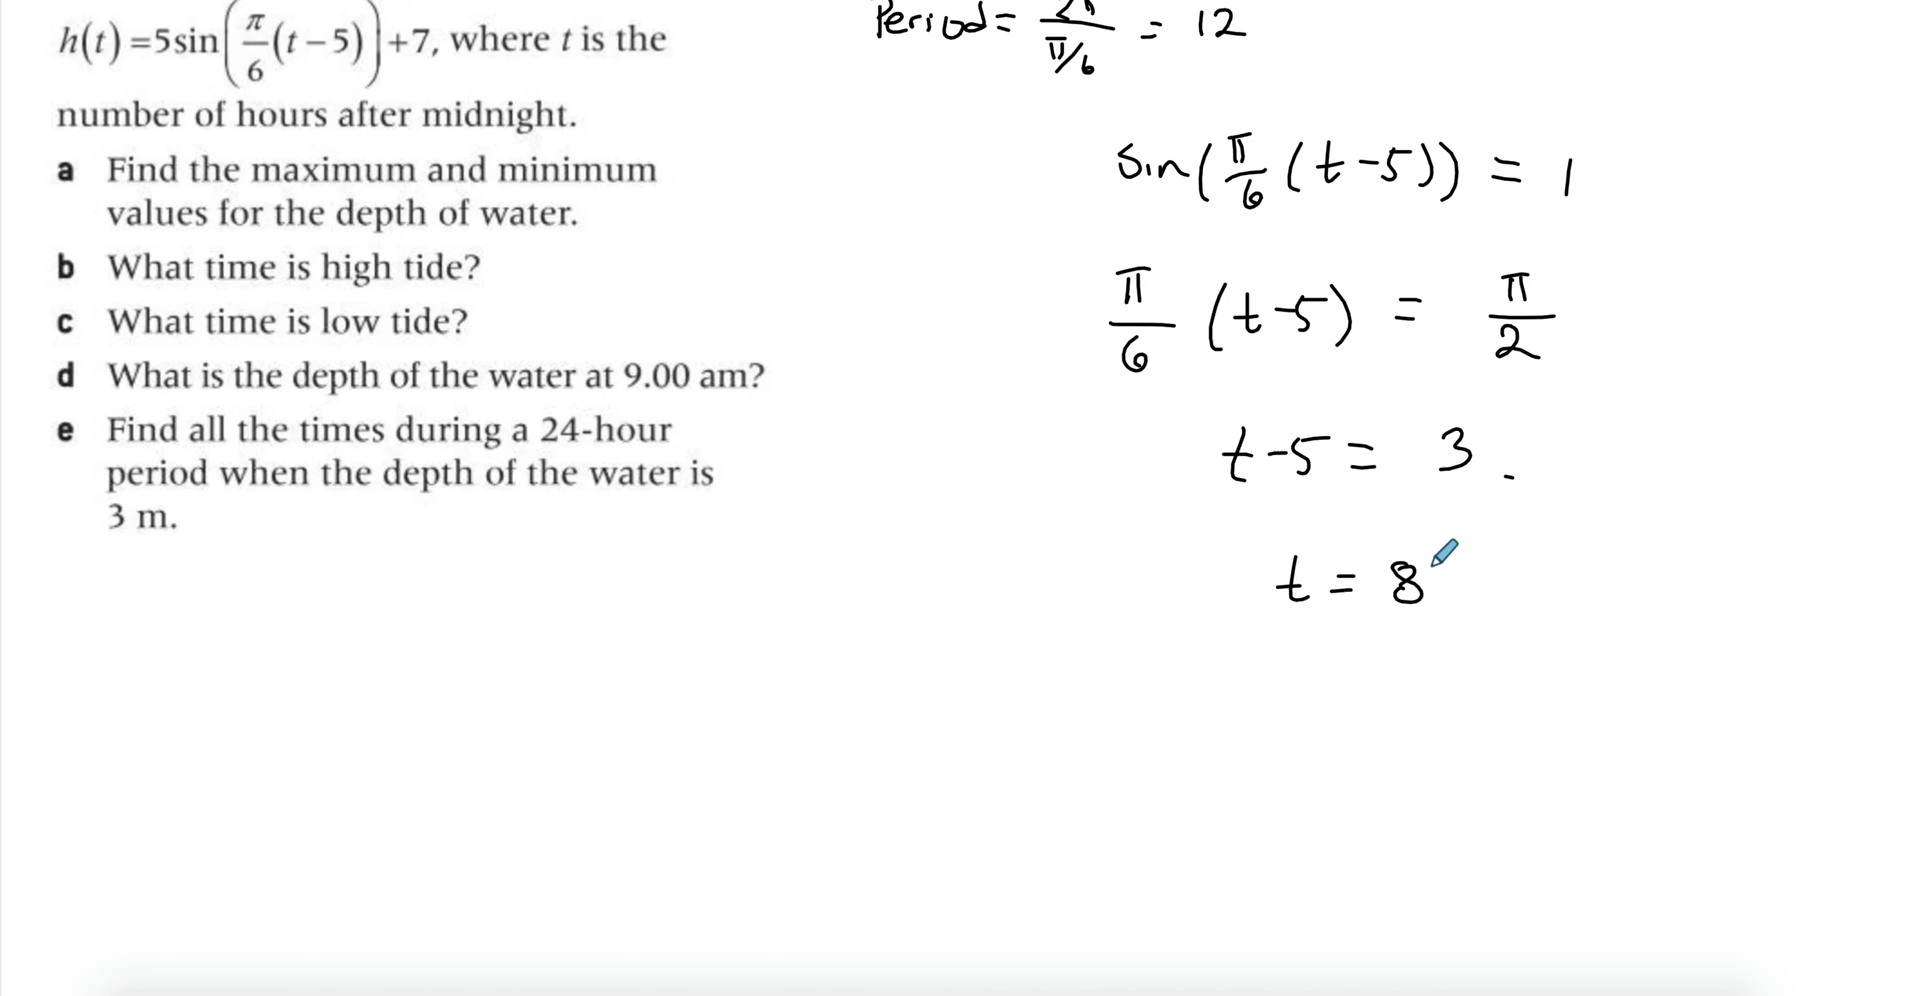 h(t) =5sin(π/6(t – 5))+7, where t is the
number of hours after midnight.
a Find the maximum and minimum
values for the depth of water.
b What time is high tide?
c What time is low tide?
d What is the depth of the water at 9.00 am?
e Find all the times during a 24-hour
period when the depth of the water is
3 m.
Period = 2π/(π/6) = 12
sin(π/6 (t-5)) = 1
π/6 (t-5) = π/2
t-5 = 3 .
t = 8